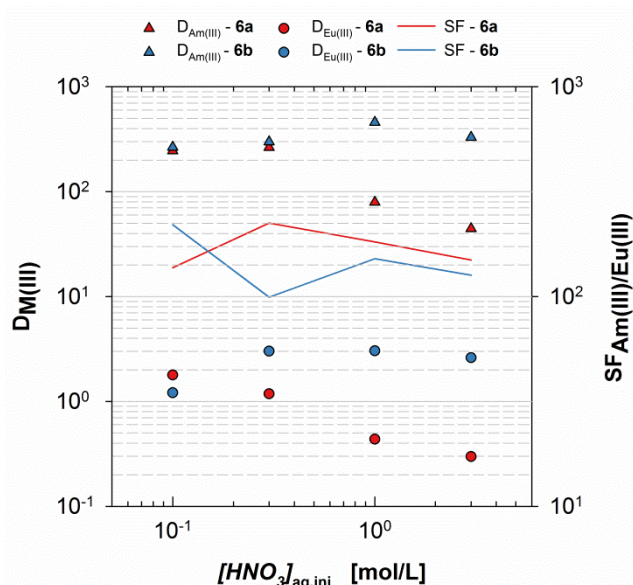 D_Am(III) - 6a D_Eu(III) - 6a SF - 6a
D_Am(III) - 6b D_Eu(III) - 6b SF - 6b
10^3
10^2
10^1
10^0
10^-1
D_M(III)
10^3
10^2
10^1
SF_Am(III)/Eu(III)
10^-1 10^0
[HNO_3]_aq.ini [mol/L]